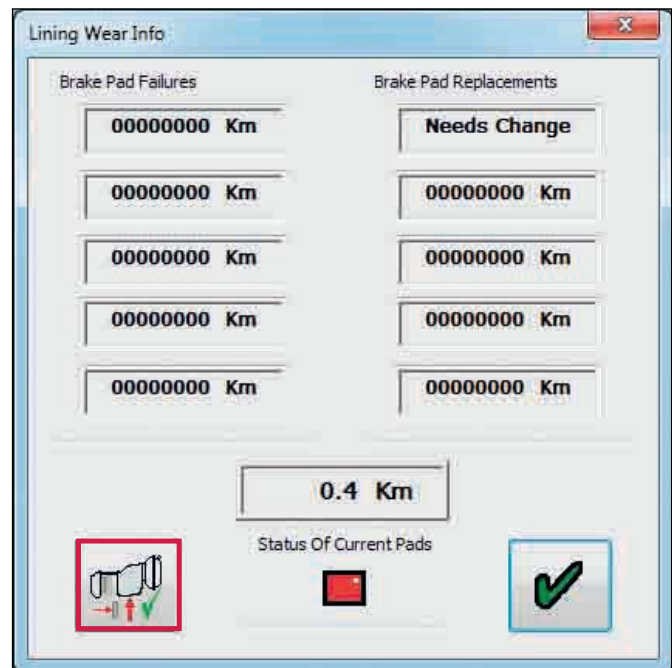 Lining Wear Info
Brake Pad Failures Brake Pad Replacements
00000000 Km Needs Change
00000000 Km 00000000 Km
00000000 Km 00000000 Km
00000000 Km 00000000 Km
00000000 Km 00000000 Km
0.4 Km
Status Of Current Pads